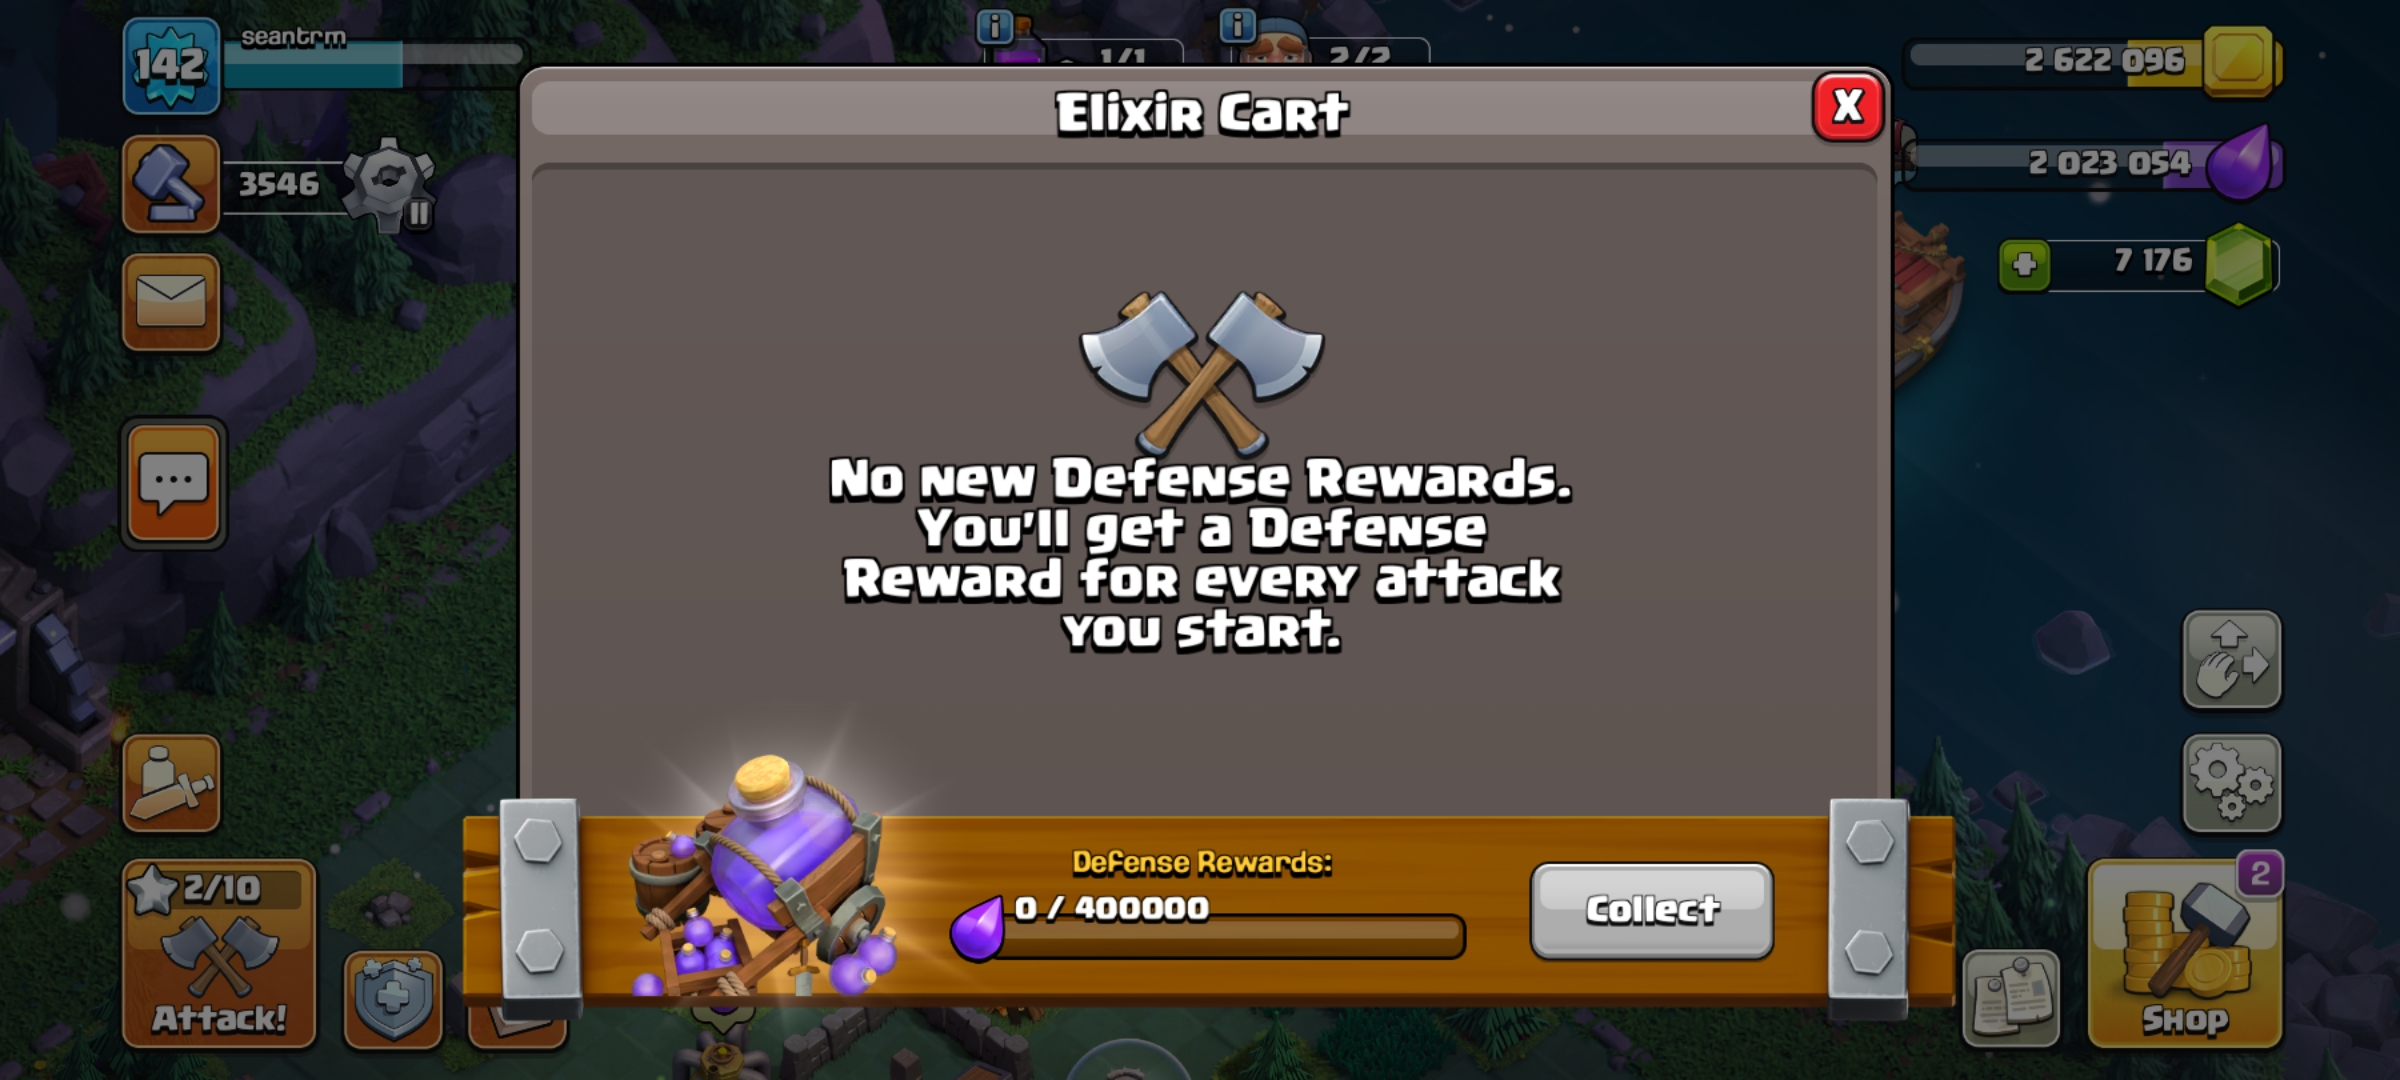 142
seantrm
1/1
2/2
2 622 096
Elixir Cart
X
3546
2 023 054
7 176
No new Defense Rewards.
You'll get a Defense
Reward for every attack
you start.
2/10
Attack!
Defense Rewards:
0 / 400000
Collect
2
Shop